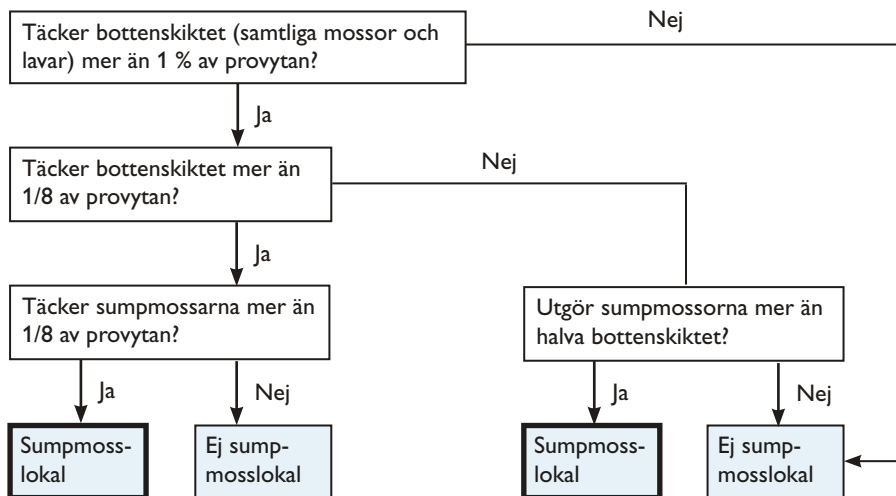 Täcker bottenskiktet (samtliga mossor och
lavar) mer än 1 % av provytan?
Nej
Ja
Täcker bottenskiktet mer än
1/8 av provytan?
Nej
Ja
Täcker sumpmossarna mer än
1/8 av provytan?
Utgör sumpmossorna mer än
halva bottenskiktet?
Ja
Nej
Ja
Nej
Sumpmoss-
lokal
Ej sump-
mosslokal
Sumpmoss-
lokal
Ej sump-
mosslokal